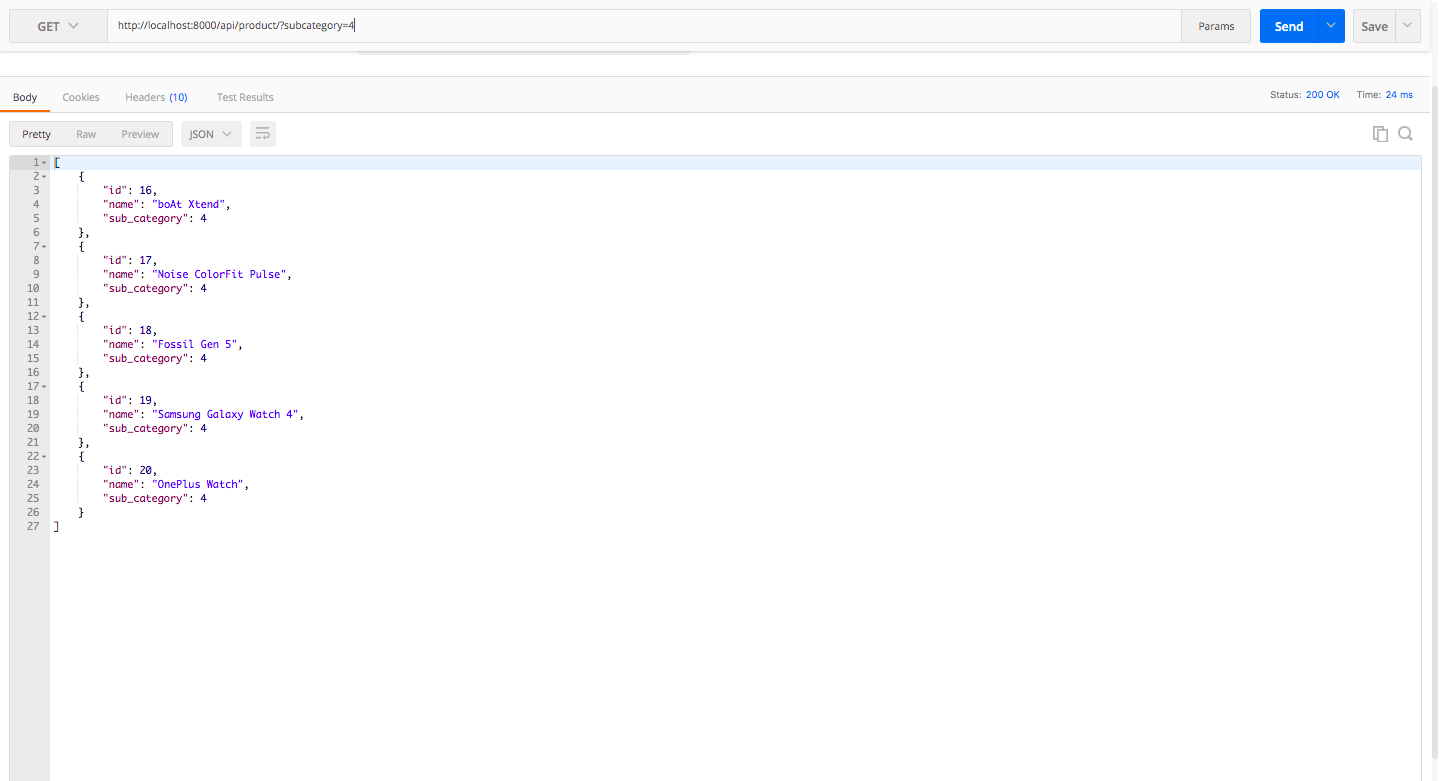 GET http://localhost:8000/api/product/?subcategory=4 Params Send Save
Body Cookies Headers (10) Test Results Status: 200 OK Time: 24 ms
Pretty Raw Preview JSON
1 [
2 {
3 "id": 16,
4 "name": "boAt Xtend",
5 "sub_category": 4
6 },
7 {
8 "id": 17,
9 "name": "Noise ColorFit Pulse",
10 "sub_category": 4
11 },
12 {
13 "id": 18,
14 "name": "Fossil Gen 5",
15 "sub_category": 4
16 },
17 {
18 "id": 19,
19 "name": "Samsung Galaxy Watch 4",
20 "sub_category": 4
21 },
22 {
23 "id": 20,
24 "name": "OnePlus Watch",
25 "sub_category": 4
26 }
27 ]